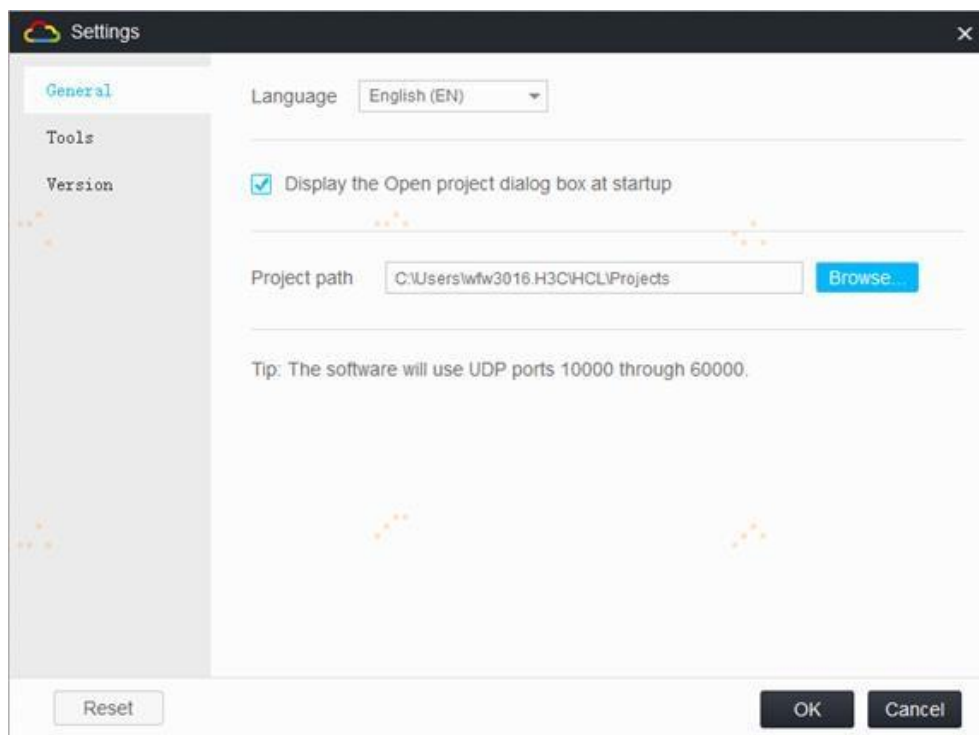 Settings
General
Tools
Version
Language English (EN)
Display the Open project dialog box at startup
Project path C:\Users\wfw3016.H3C\HCL\Projects Browse...
Tip: The software will use UDP ports 10000 through 60000.
Reset OK Cancel